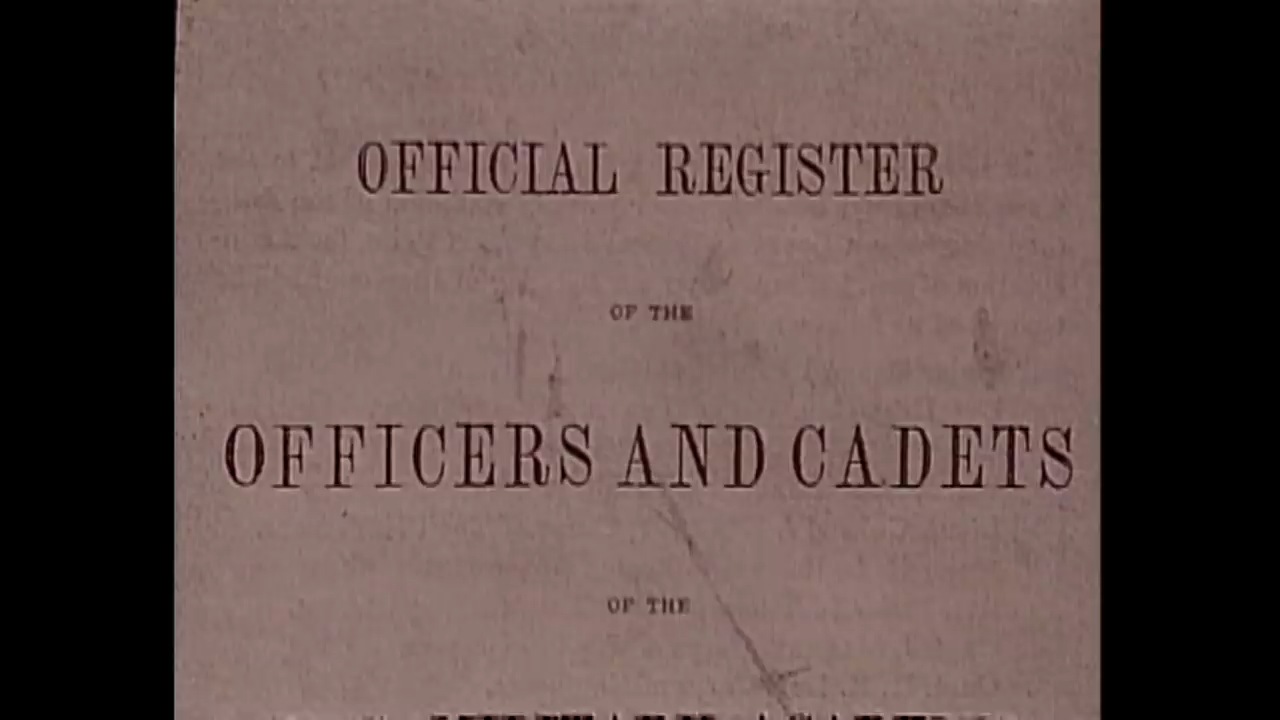 OFFICIAL REGISTER
OF THE
OFFICERS AND CADETS
OF THE